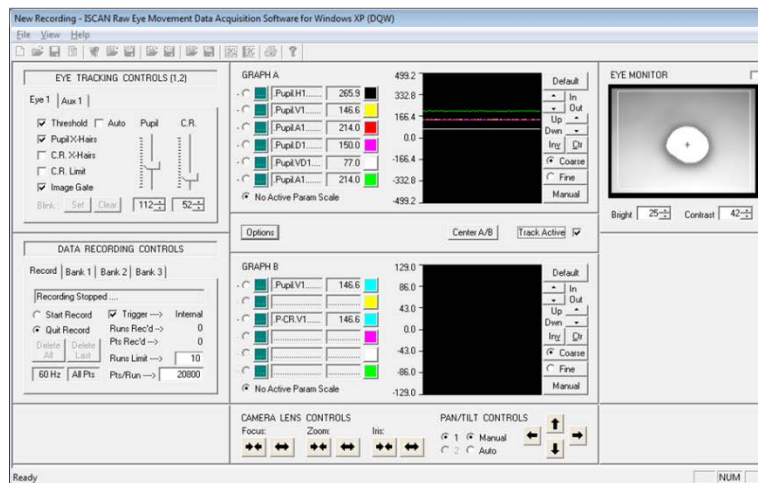 New Recording - ISCAN Raw Eye Movement Data Acquisition Software for Windows XP (DQW)
File View Help
EYE TRACKING CONTROLS (1,2)
Eye 1 Aux 1
Threshold Auto Pupil C.R.
Pupil X-Hairs
C.R. X-Hairs
C.R. Limit
Image Gate
Blink: Set Clear 112 52
DATA RECORDING CONTROLS
Record Bank 1 Bank 2 Bank 3
Recording Stopped ....
Start Record Trigger ---> Internal
Quit Record Runs Rec'd --> 0
Pts Rec'd --> 0
Delete All Delete Last Runs Limit ---> 10
60 Hz All Pts Pts/Run ---> 20800
GRAPH A
.Pupil.H1....... 265.9
.Pupil.V1....... 146.6
.Pupil.A1....... 214.0
.Pupil.D1....... 150.0
.Pupil.VD1..... 77.0
.Pupil.A1....... 214.0
No Active Param Scale
499.2
332.8
166.4
0.0
-166.4
-332.8
-499.2
Default
In
Out
Up
Dwn
Inv Clr
Coarse
Fine
Manual
Options Center A/B Track Active
GRAPH B
.Pupil.V1....... 146.6
.P-CR.V1....... 146.6
No Active Param Scale
129.0
86.0
43.0
0.0
-43.0
-86.0
-129.0
Default
In
Out
Up
Dwn
Inv Clr
Coarse
Fine
Manual
CAMERA LENS CONTROLS
Focus: Zoom: Iris:
PAN/TILT CONTROLS
1 Manual
2 Auto
EYE MONITOR
Bright 25 Contrast 42
Ready NUM